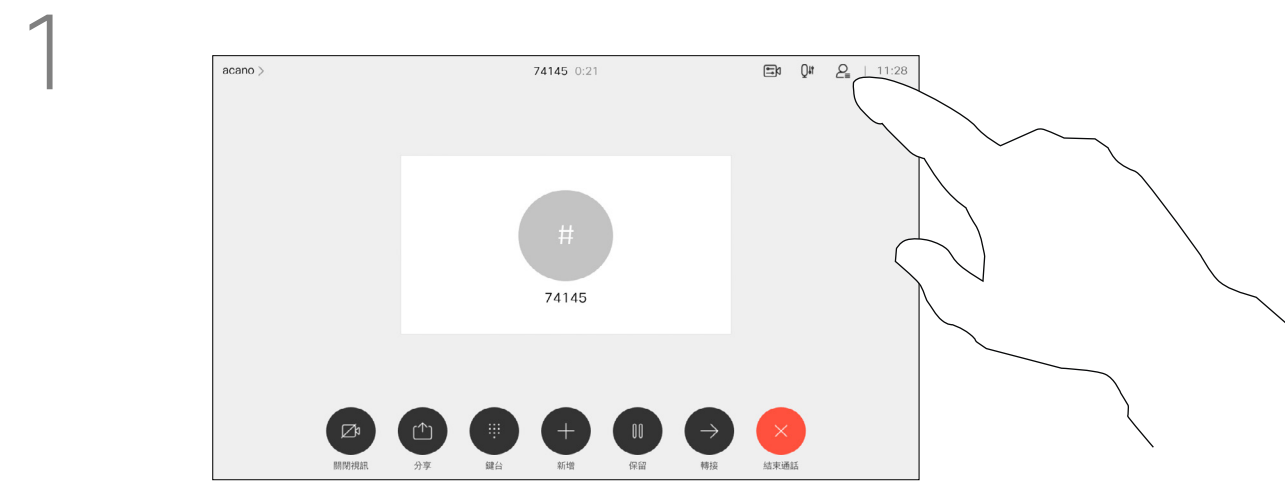 1
acano >
74145 0:21
11:28
#
74145
關閉視訊
分享
鍵台
新增
保留
轉接
結束通話